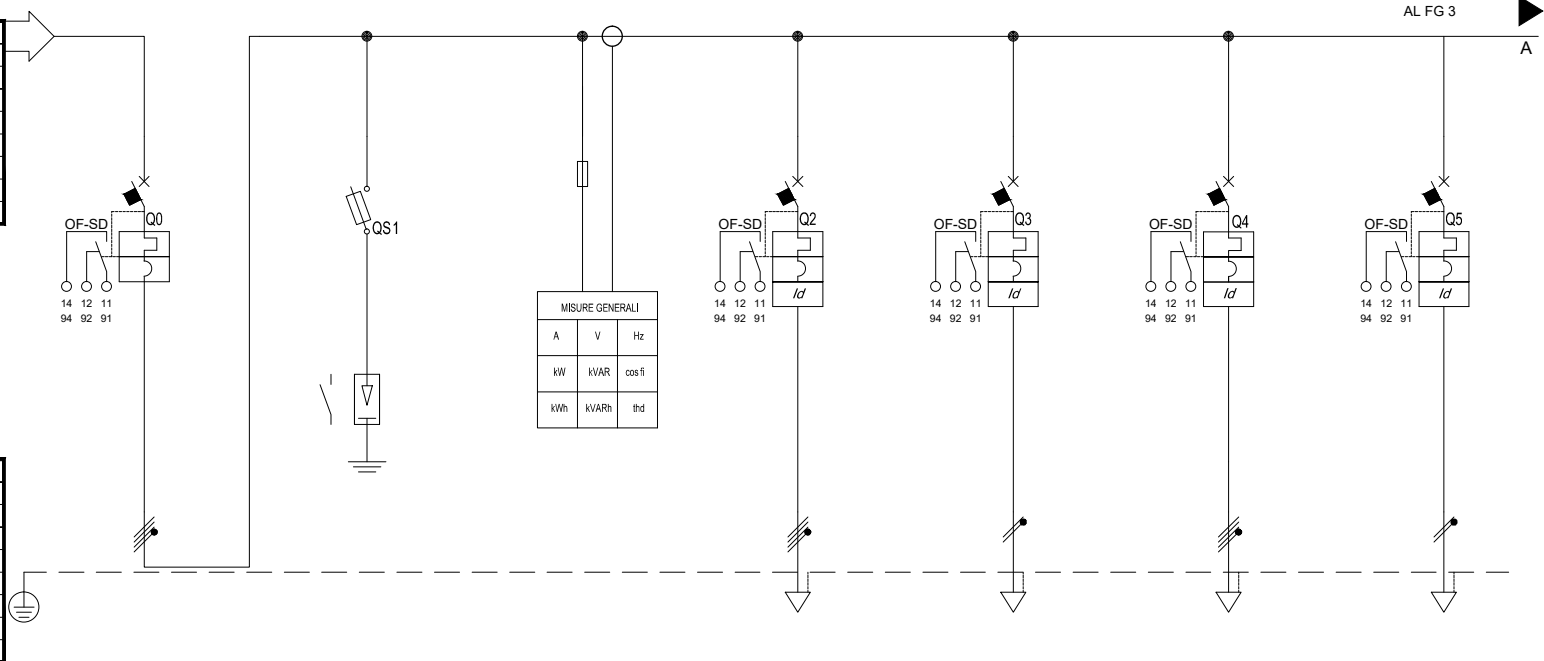 AL FG 3
A
OF-SD Q0
14 12 11
94 92 91
QS1
MISURE GENERALI
A V Hz
kW kVAR cos fi
kWh kVARh thd
OF-SD Q2
Id
14 12 11
94 92 91
OF-SD Q3
Id
14 12 11
94 92 91
OF-SD Q4
Id
14 12 11
94 92 91
OF-SD Q5
Id
14 12 11
94 92 91